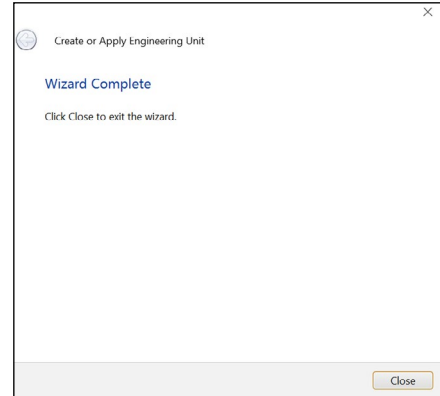 Create or Apply Engineering Unit
Wizard Complete
Click Close to exit the wizard.
Close